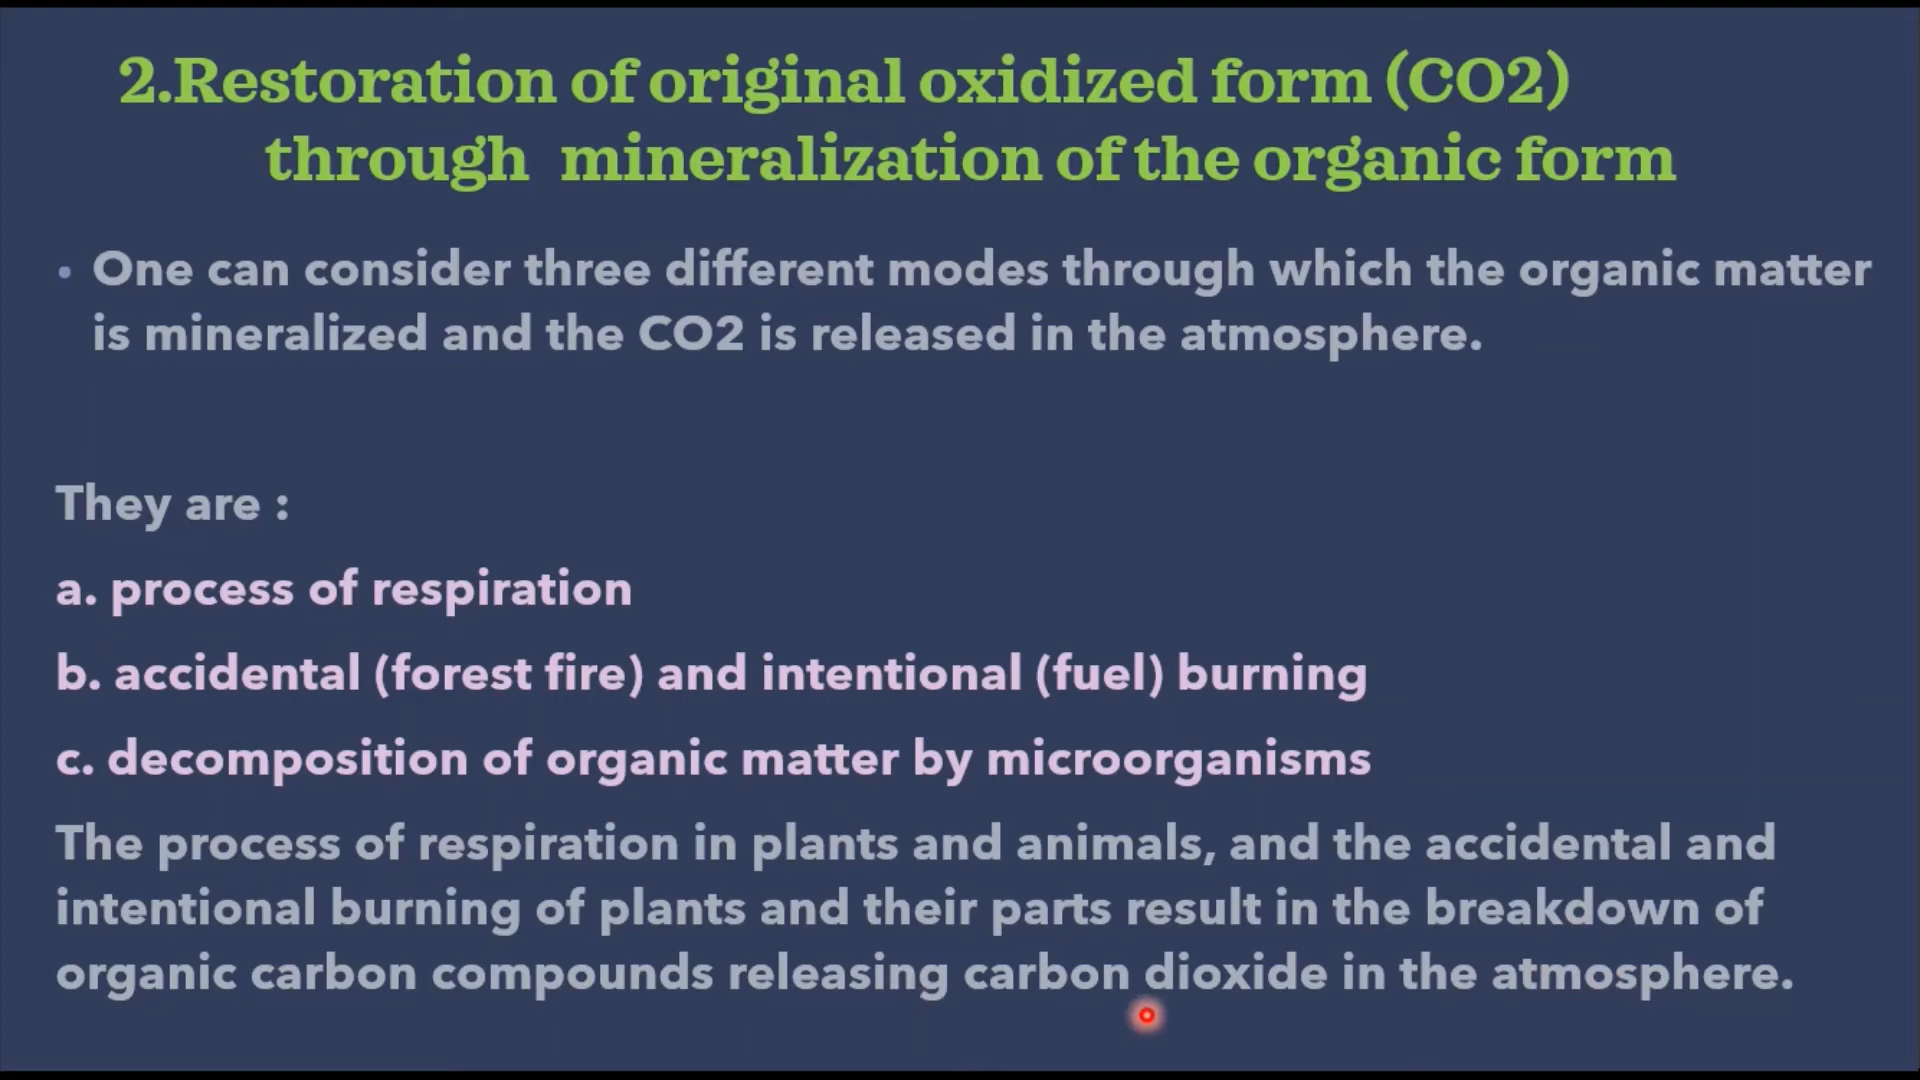 2.Restoration of original oxidized form (CO2)
through mineralization of the organic form
• One can consider three different modes through which the organic matter
is mineralized and the CO2 is released in the atmosphere.
They are :
a. process of respiration
b. accidental (forest fire) and intentional (fuel) burning
c. decomposition of organic matter by microorganisms
The process of respiration in plants and animals, and the accidental and
intentional burning of plants and their parts result in the breakdown of
organic carbon compounds releasing carbon dioxide in the atmosphere.